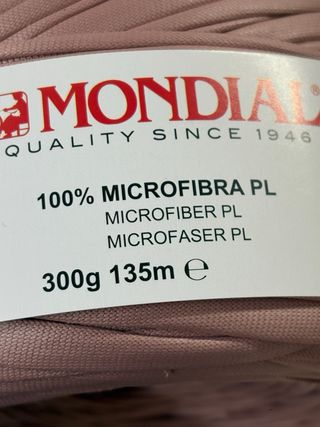 MONDIAL®
QUALITY SINCE 1946
100% MICROFIBRA PL
MICROFIBER PL
MICROFASER PL
300g 135m ℮